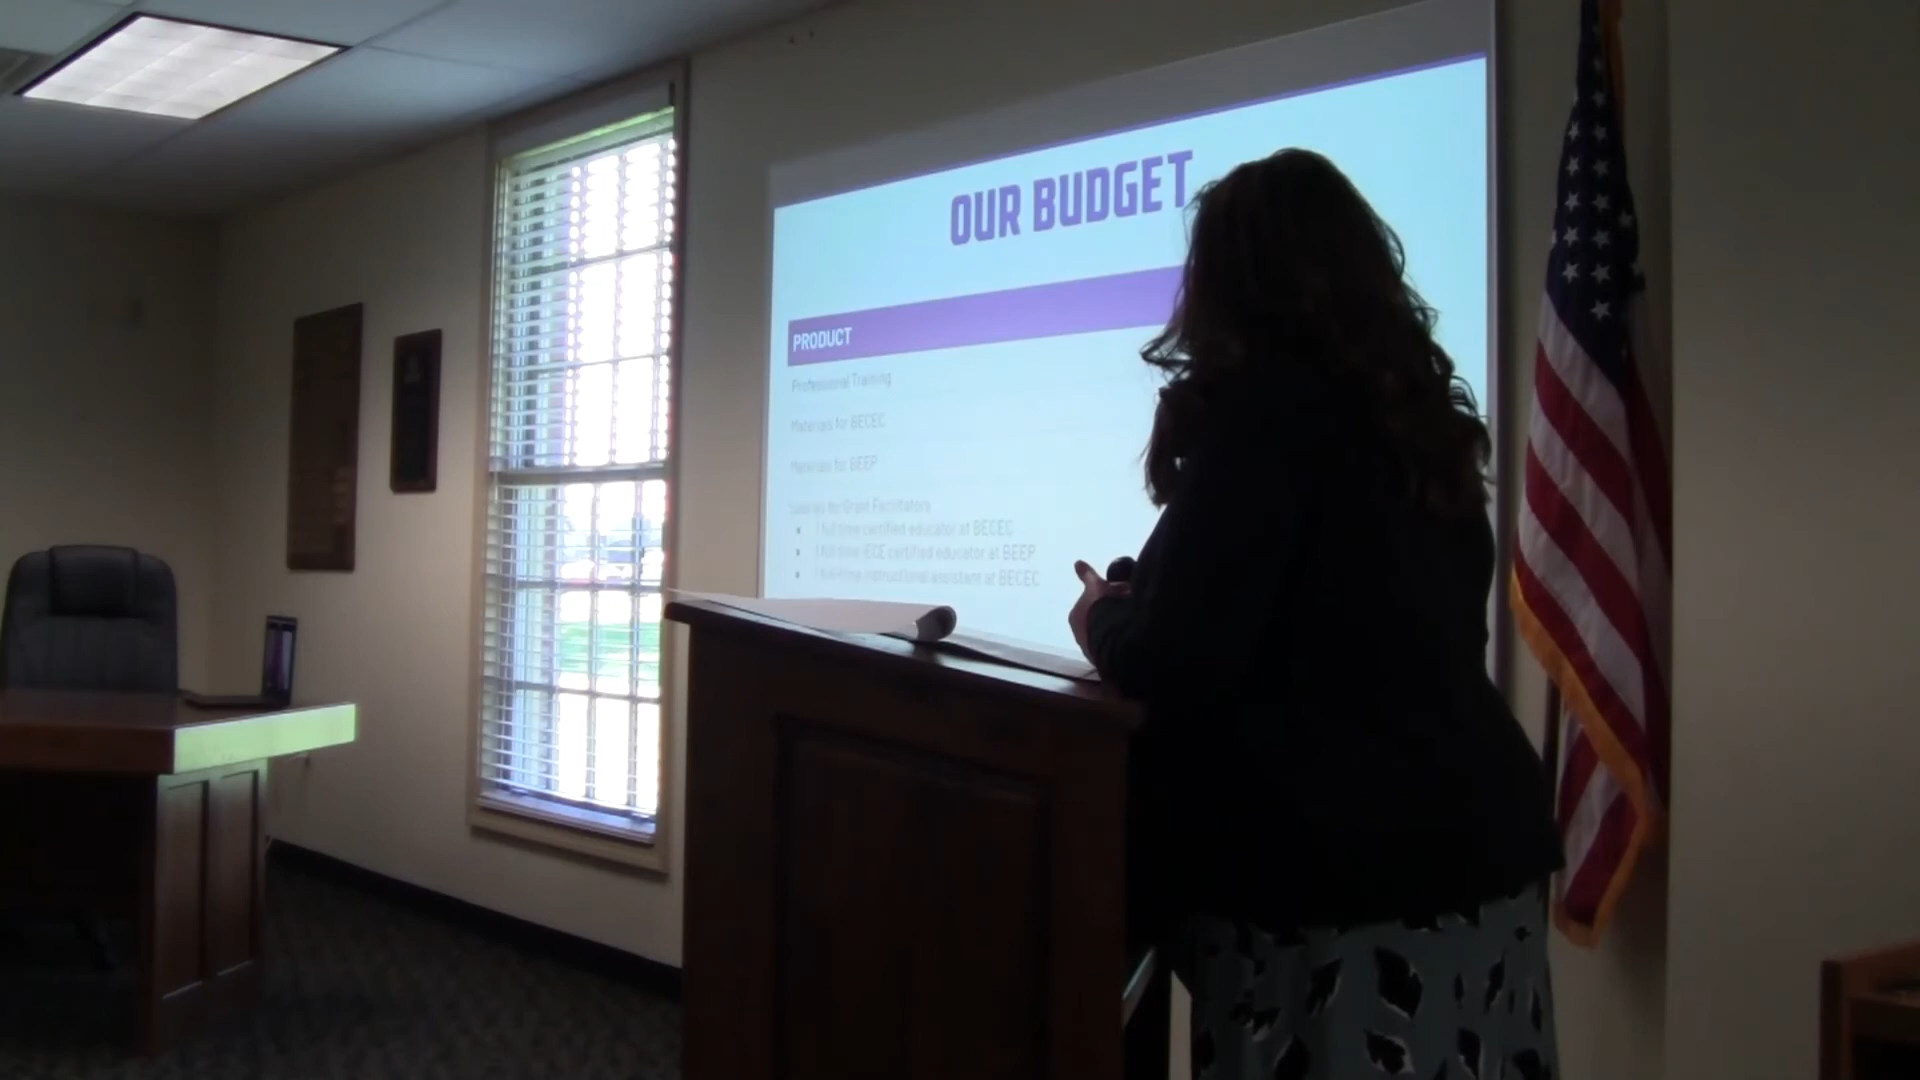 OUR BUDGET
PRODUCT
Professional Training
Materials for BECEC
Materials for BEEP
Salaries for Grant Facilitators
1 full time certified educator at BECEC
1 full time IECE certified educator at BEEP
1 full-time instructional assistant at BECEC